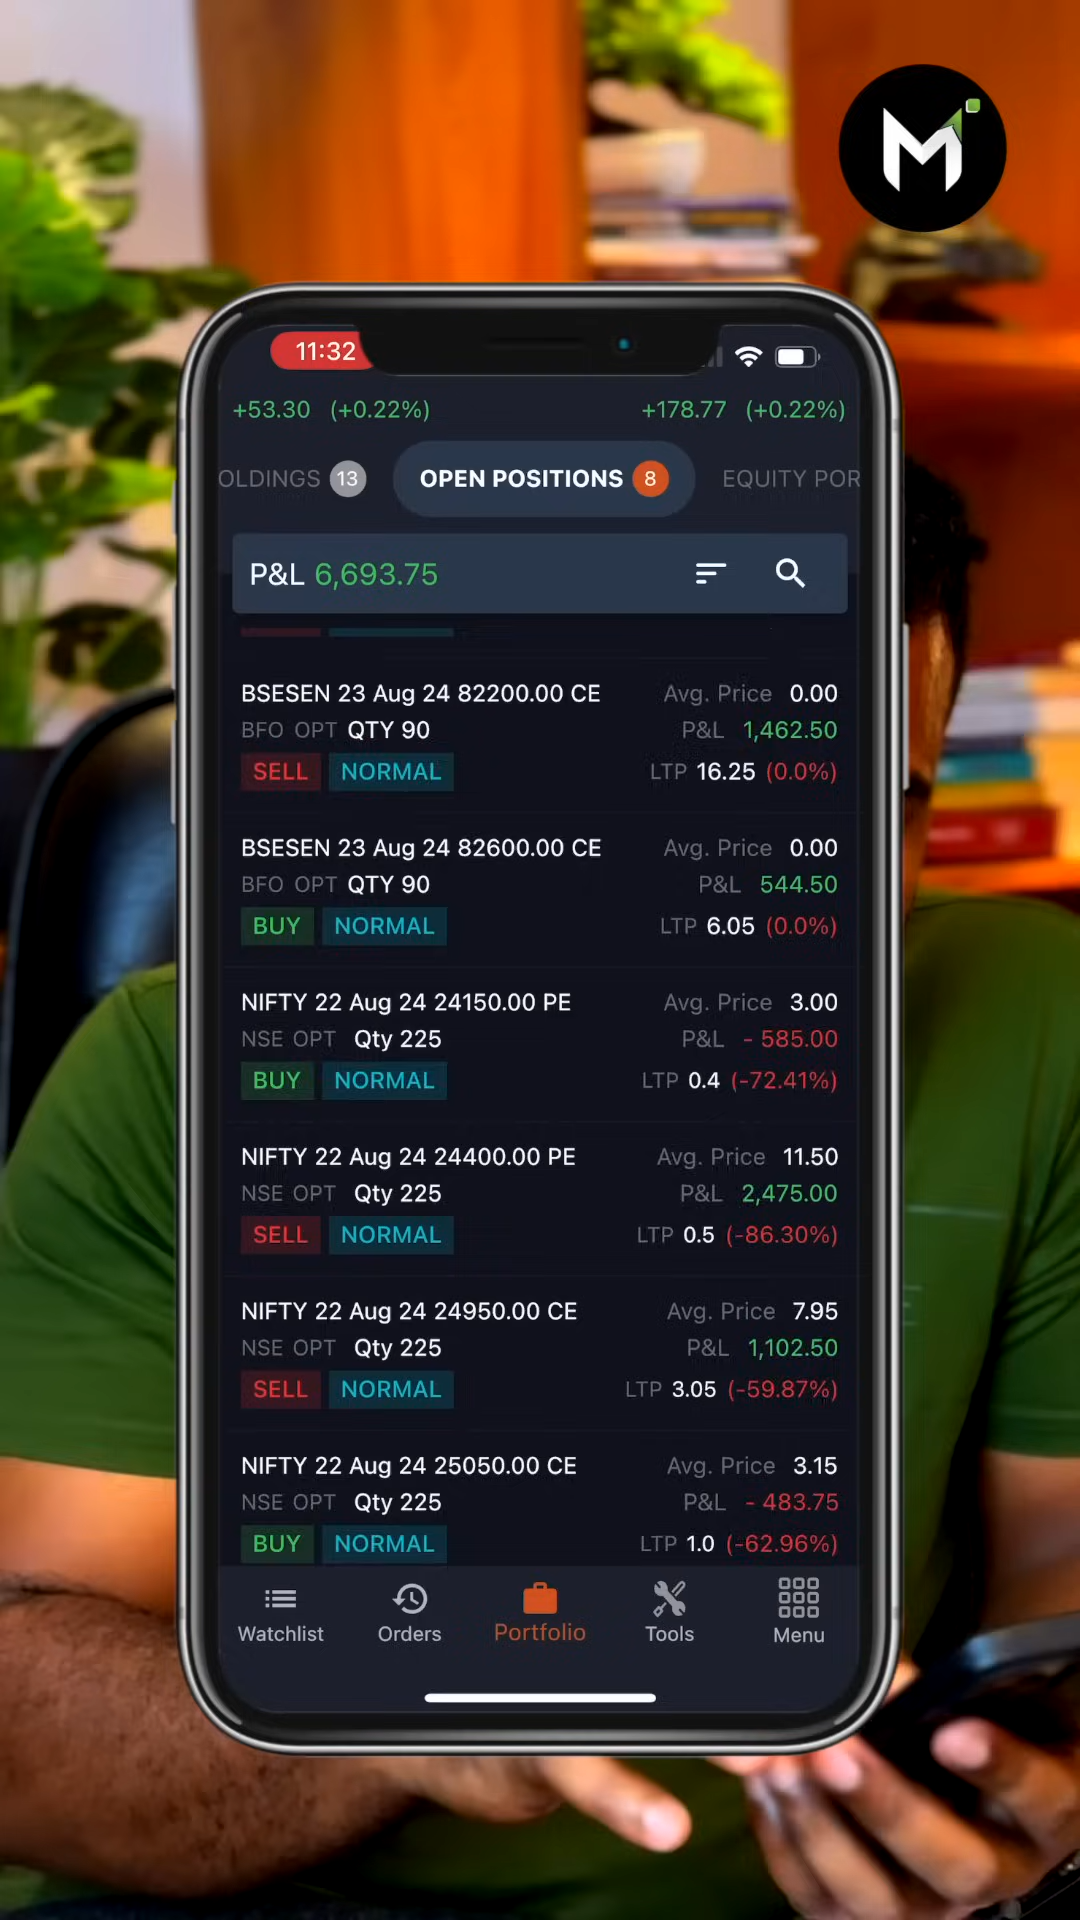 M
11:32
+53.30 (+0.22%) +178.77 (+0.22%)
OLDINGS 13 OPEN POSITIONS 8 EQUITY POR
P&L 6,693.75
BSESEN 23 Aug 24 82200.00 CE Avg. Price 0.00
BFO OPT QTY 90 P&L 1,462.50
SELL NORMAL LTP 16.25 (0.0%)
BSESEN 23 Aug 24 82600.00 CE Avg. Price 0.00
BFO OPT QTY 90 P&L 544.50
BUY NORMAL LTP 6.05 (0.0%)
NIFTY 22 Aug 24 24150.00 PE Avg. Price 3.00
NSE OPT Qty 225 P&L - 585.00
BUY NORMAL LTP 0.4 (-72.41%)
NIFTY 22 Aug 24 24400.00 PE Avg. Price 11.50
NSE OPT Qty 225 P&L 2,475.00
SELL NORMAL LTP 0.5 (-86.30%)
NIFTY 22 Aug 24 24950.00 CE Avg. Price 7.95
NSE OPT Qty 225 P&L 1,102.50
SELL NORMAL LTP 3.05 (-59.87%)
NIFTY 22 Aug 24 25050.00 CE Avg. Price 3.15
NSE OPT Qty 225 P&L - 483.75
BUY NORMAL LTP 1.0 (-62.96%)
Watchlist Orders Portfolio Tools Menu